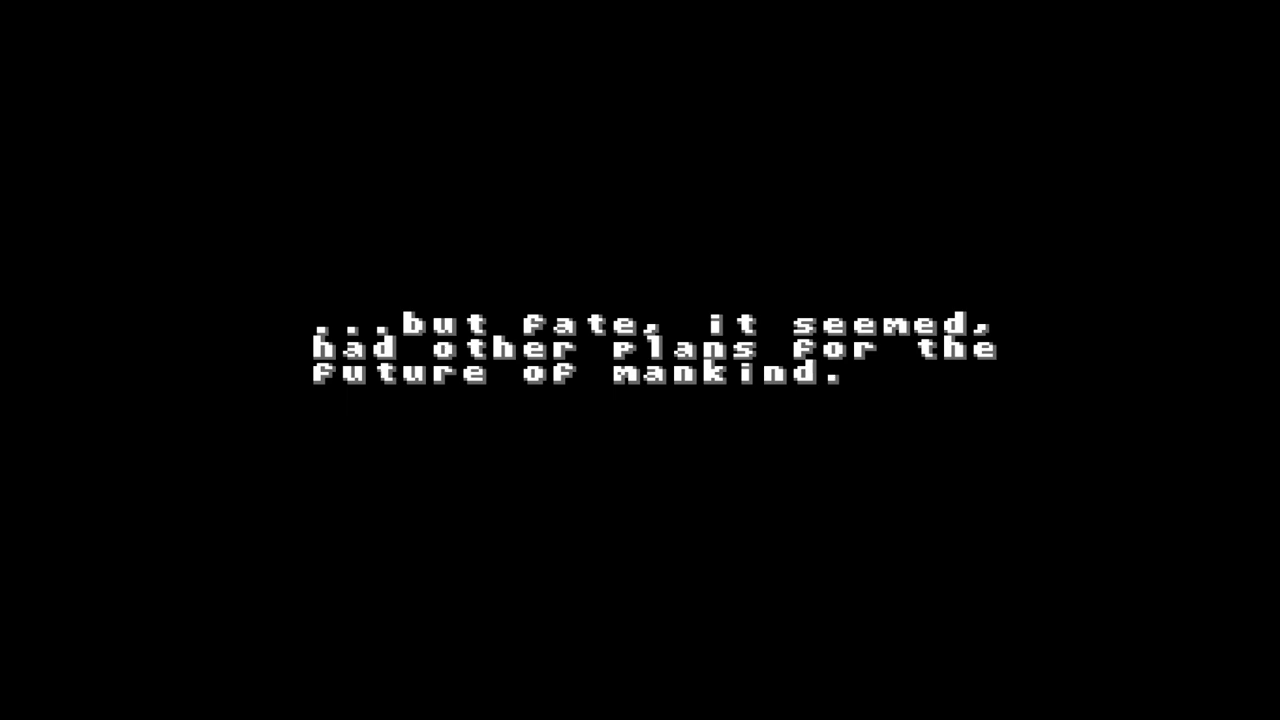 ...but fate, it seemed,
had other plans for the
future of mankind.